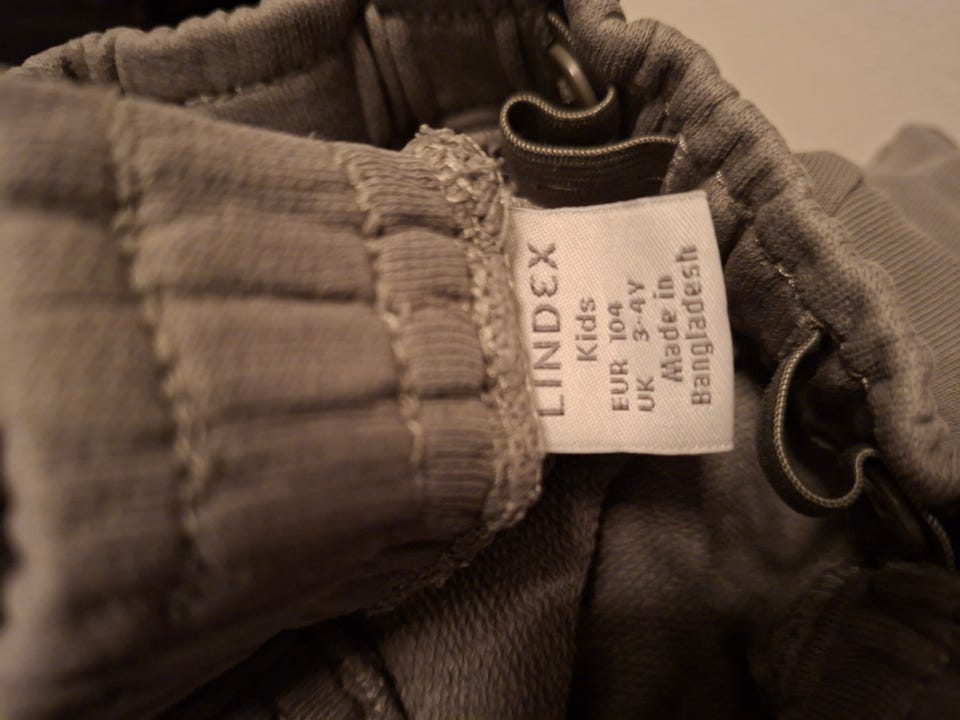 LINDEX
Kids
EUR 104
UK 3-4Y
Made in
Bangladesh